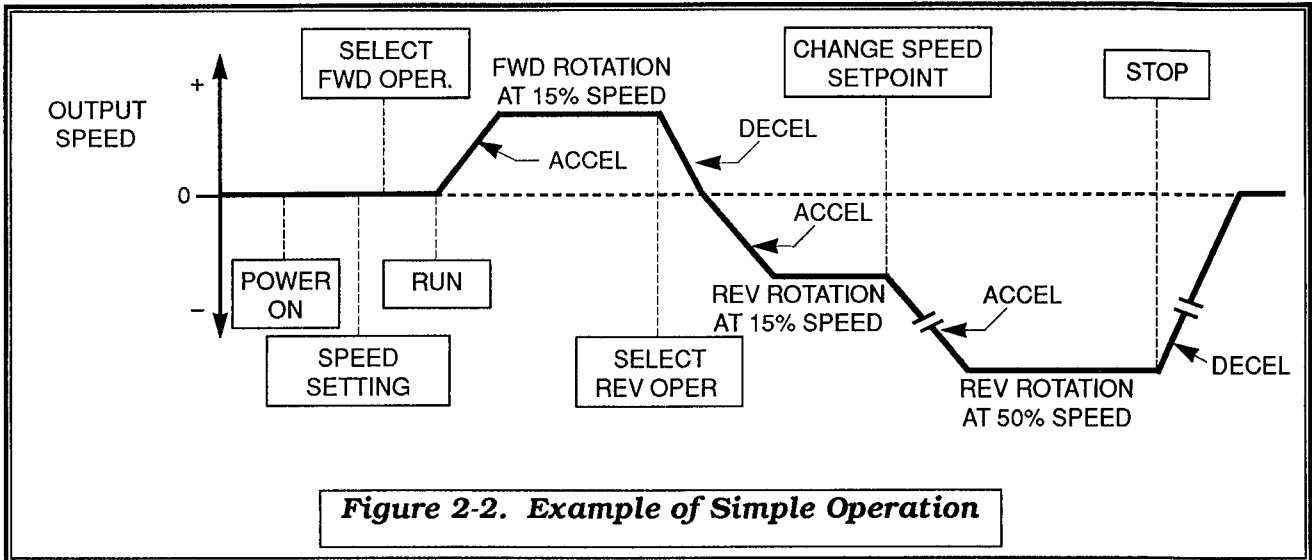 SELECT
FWD OPER.
FWD ROTATION
AT 15% SPEED
CHANGE SPEED
SETPOINT
STOP
+
OUTPUT
SPEED
DECEL
ACCEL
0
ACCEL
POWER
ON
RUN
REV ROTATION
AT 15% SPEED
ACCEL
–
SPEED
SETTING
SELECT
REV OPER
DECEL
REV ROTATION
AT 50% SPEED
Figure 2-2. Example of Simple Operation